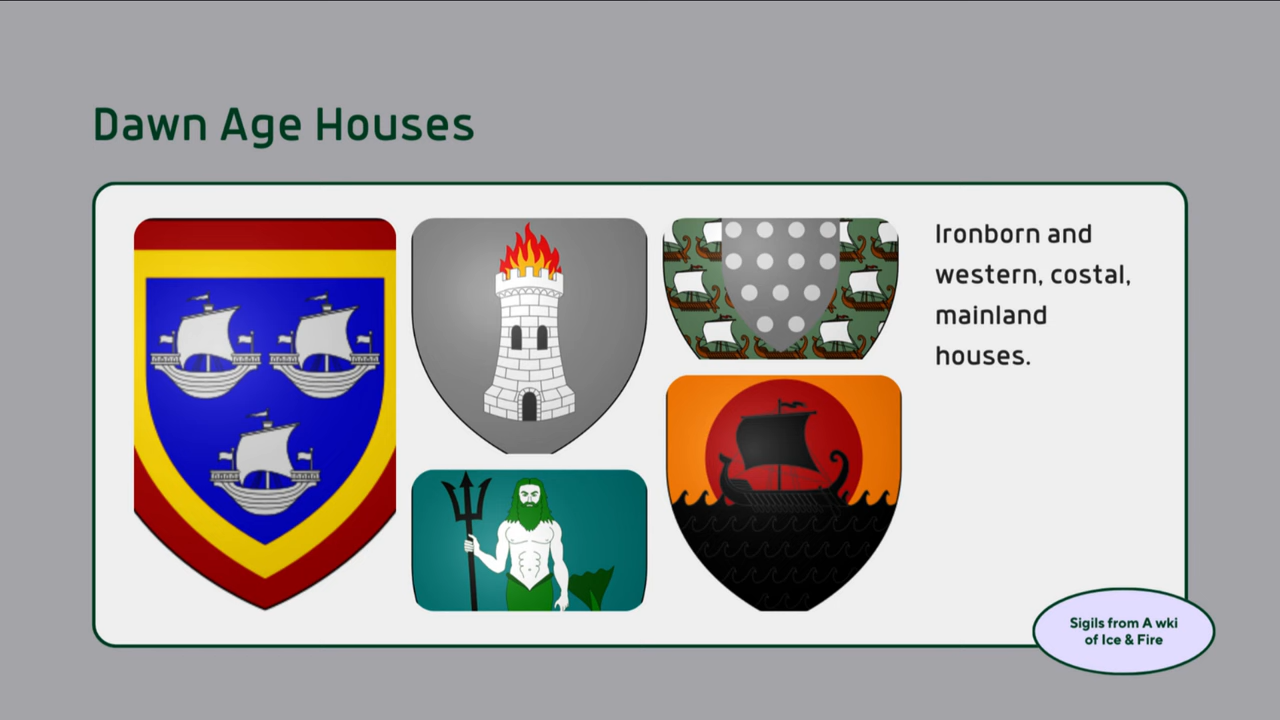 Dawn Age Houses
Ironborn and
western, costal,
mainland
houses.
Sigils from A wki
of Ice & Fire